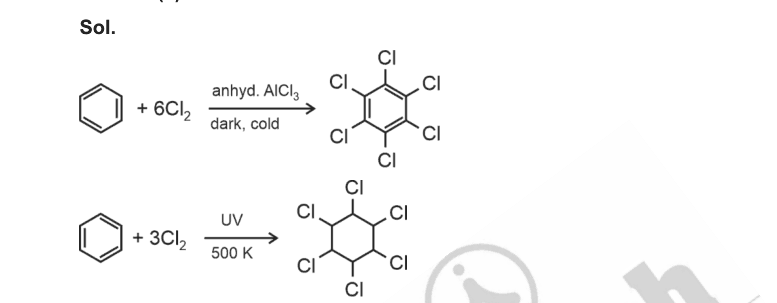 Sol.
Cl
Cl Cl
anhyd. AlCl₃
+ 6Cl₂
dark, cold
Cl Cl
Cl
Cl
Cl Cl
UV
+ 3Cl₂
500 K
Cl Cl
Cl